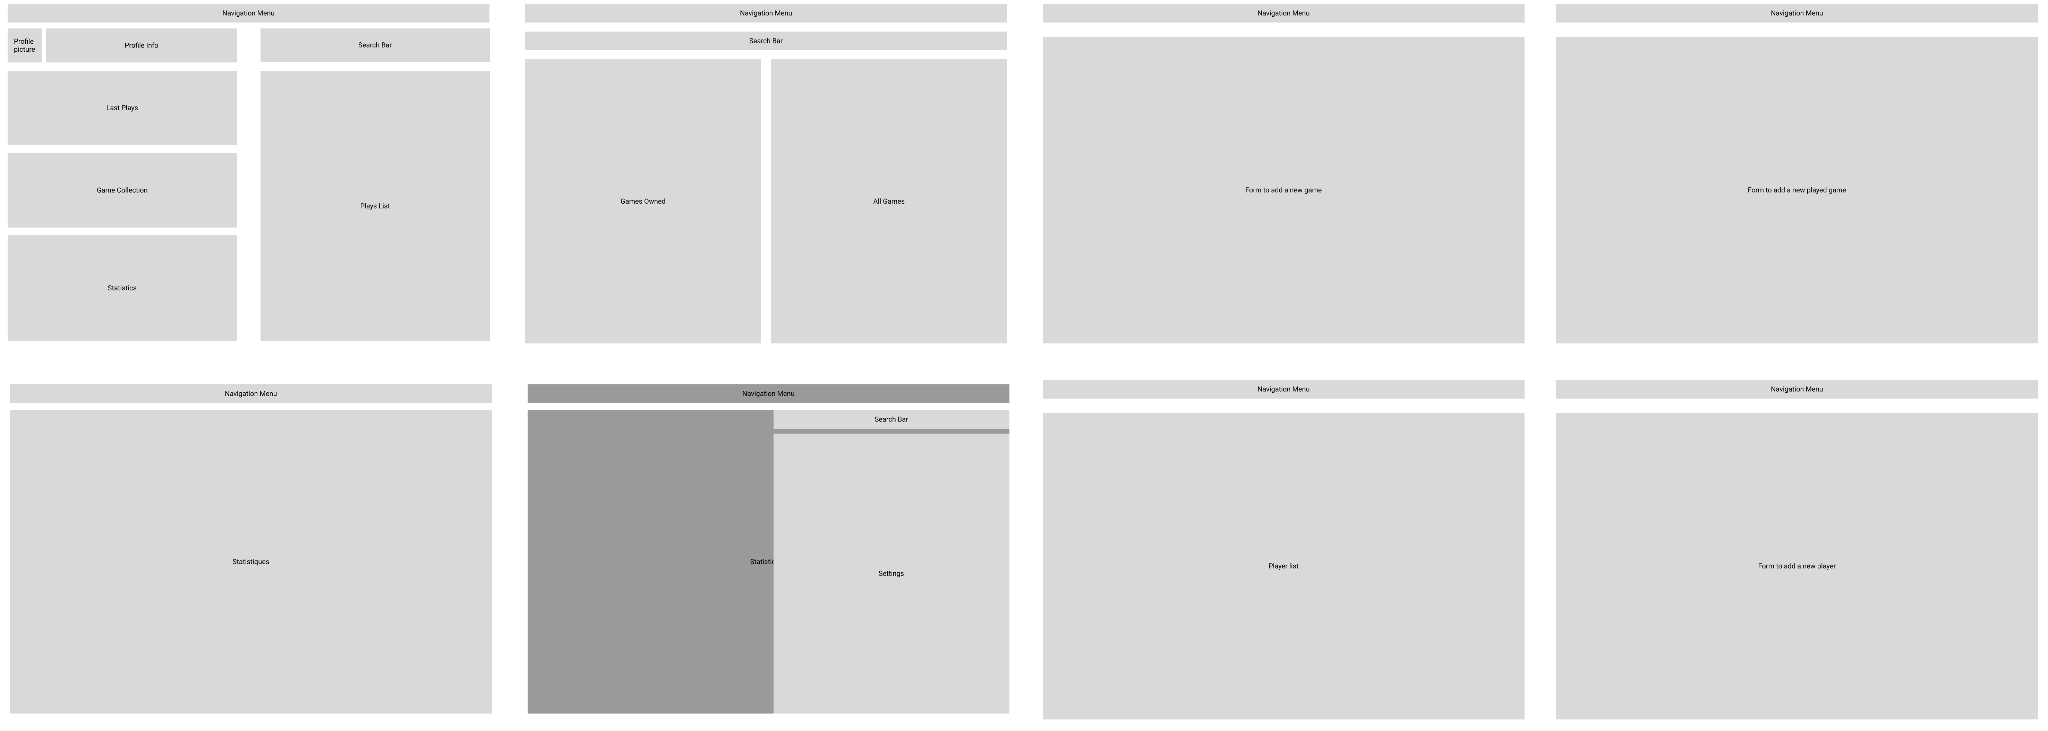 Navigation Menu
Profile
picture
Profile Info
Search Bar
Last Plays
Game Collection
Statistics
Plays List
Navigation Menu
Search Bar
Games Owned
All Games
Navigation Menu
Form to add a new game
Navigation Menu
Form to add a new played game
Navigation Menu
Statistiques
Navigation Menu
Search Bar
Statistic
Settings
Navigation Menu
Player list
Navigation Menu
Form to add a new player